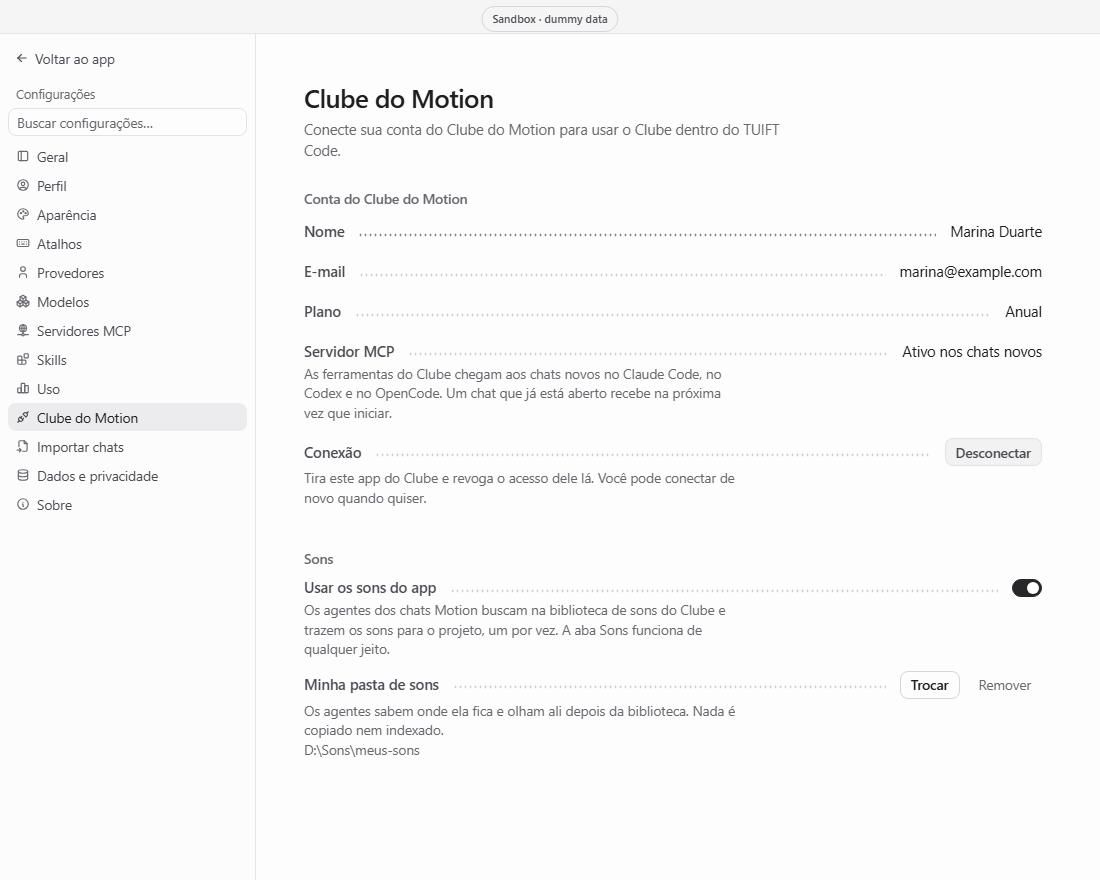 Sandbox · dummy data
Voltar ao app
Configurações
Buscar configurações...
Geral
Perfil
Aparência
Atalhos
Provedores
Modelos
Servidores MCP
Skills
Uso
Clube do Motion
Importar chats
Dados e privacidade
Sobre
Clube do Motion
Conecte sua conta do Clube do Motion para usar o Clube dentro do TUIFT
Code.
Conta do Clube do Motion
Nome Marina Duarte
E-mail marina@example.com
Plano Anual
Servidor MCP Ativo nos chats novos
As ferramentas do Clube chegam aos chats novos no Claude Code, no
Codex e no OpenCode. Um chat que já está aberto recebe na próxima
vez que iniciar.
Conexão Desconectar
Tira este app do Clube e revoga o acesso dele lá. Você pode conectar de
novo quando quiser.
Sons
Usar os sons do app
Os agentes dos chats Motion buscam na biblioteca de sons do Clube e
trazem os sons para o projeto, um por vez. A aba Sons funciona de
qualquer jeito.
Minha pasta de sons Trocar Remover
Os agentes sabem onde ela fica e olham ali depois da biblioteca. Nada é
copiado nem indexado.
D:\Sons\meus-sons